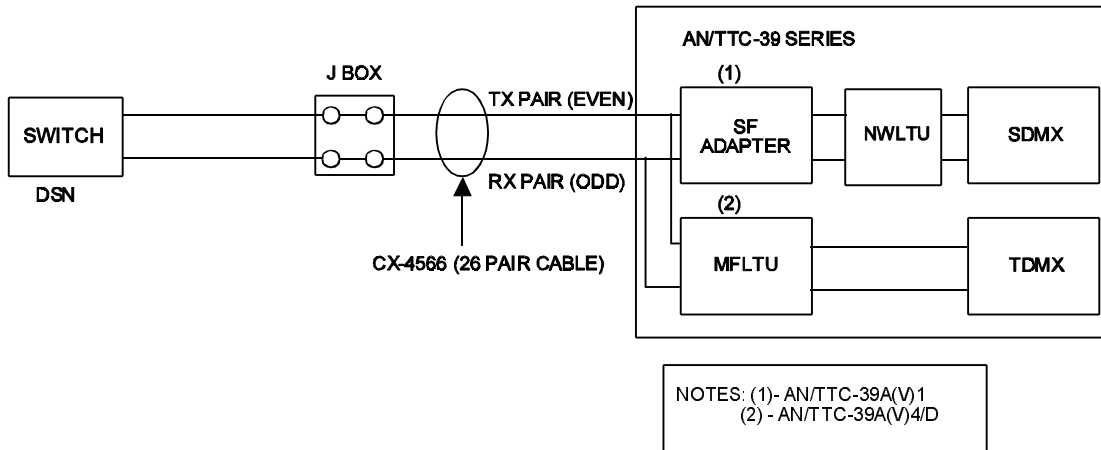 AN/TTC-39 SERIES
J BOX
(1)
TX PAIR (EVEN)
SWITCH
SF
ADAPTER
NWLTU
SDMX
RX PAIR (ODD)
DSN
(2)
CX-4566 (26 PAIR CABLE)
MFLTU
TDMX
NOTES: (1)- AN/TTC-39A(V)1
(2) - AN/TTC-39A(V)4/D